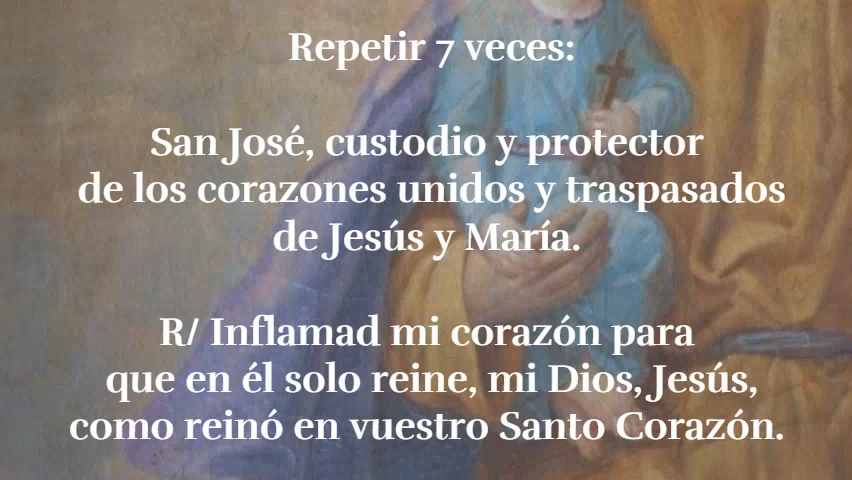 Repetir 7 veces:
San José, custodio y protector
de los corazones unidos y traspasados
de Jesús y María.
R/ Inflamad mi corazón para
que en él solo reine, mi Dios, Jesús,
como reinó en vuestro Santo Corazón.